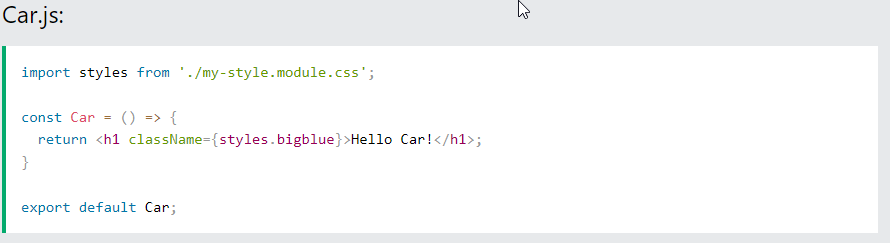 Car.js:
import styles from './my-style.module.css';
const Car = () => {
  return <h1 className={styles.bigblue}>Hello Car!</h1>;
}
export default Car;